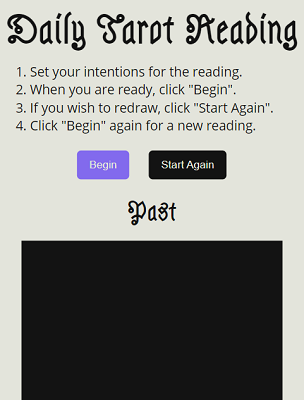 Daily Tarot Reading
1. Set your intentions for the reading.
2. When you are ready, click "Begin".
3. If you wish to redraw, click "Start Again".
4. Click "Begin" again for a new reading.
Begin Start Again
Past